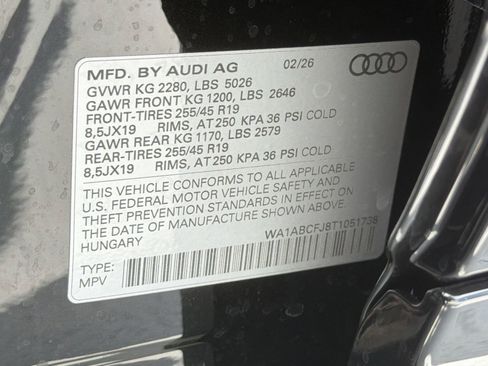 MFD. BY AUDI AG 02/26
GVWR KG 2280, LBS 5026
GAWR FRONT KG 1200, LBS 2646
FRONT-TIRES 255/45 R19
8,5JX19 RIMS, AT 250 KPA 36 PSI COLD
GAWR REAR KG 1170, LBS 2579
REAR-TIRES 255/45 R19
8,5JX19 RIMS, AT 250 KPA 36 PSI COLD
THIS VEHICLE CONFORMS TO ALL APPLICABLE
U.S. FEDERAL MOTOR VEHICLE SAFETY AND
THEFT PREVENTION STANDARDS IN EFFECT ON
THE DATE OF MANUFACTURE SHOWN ABOVE.
HUNGARY WA1ABCFJ8T1051738
TYPE:
MPV